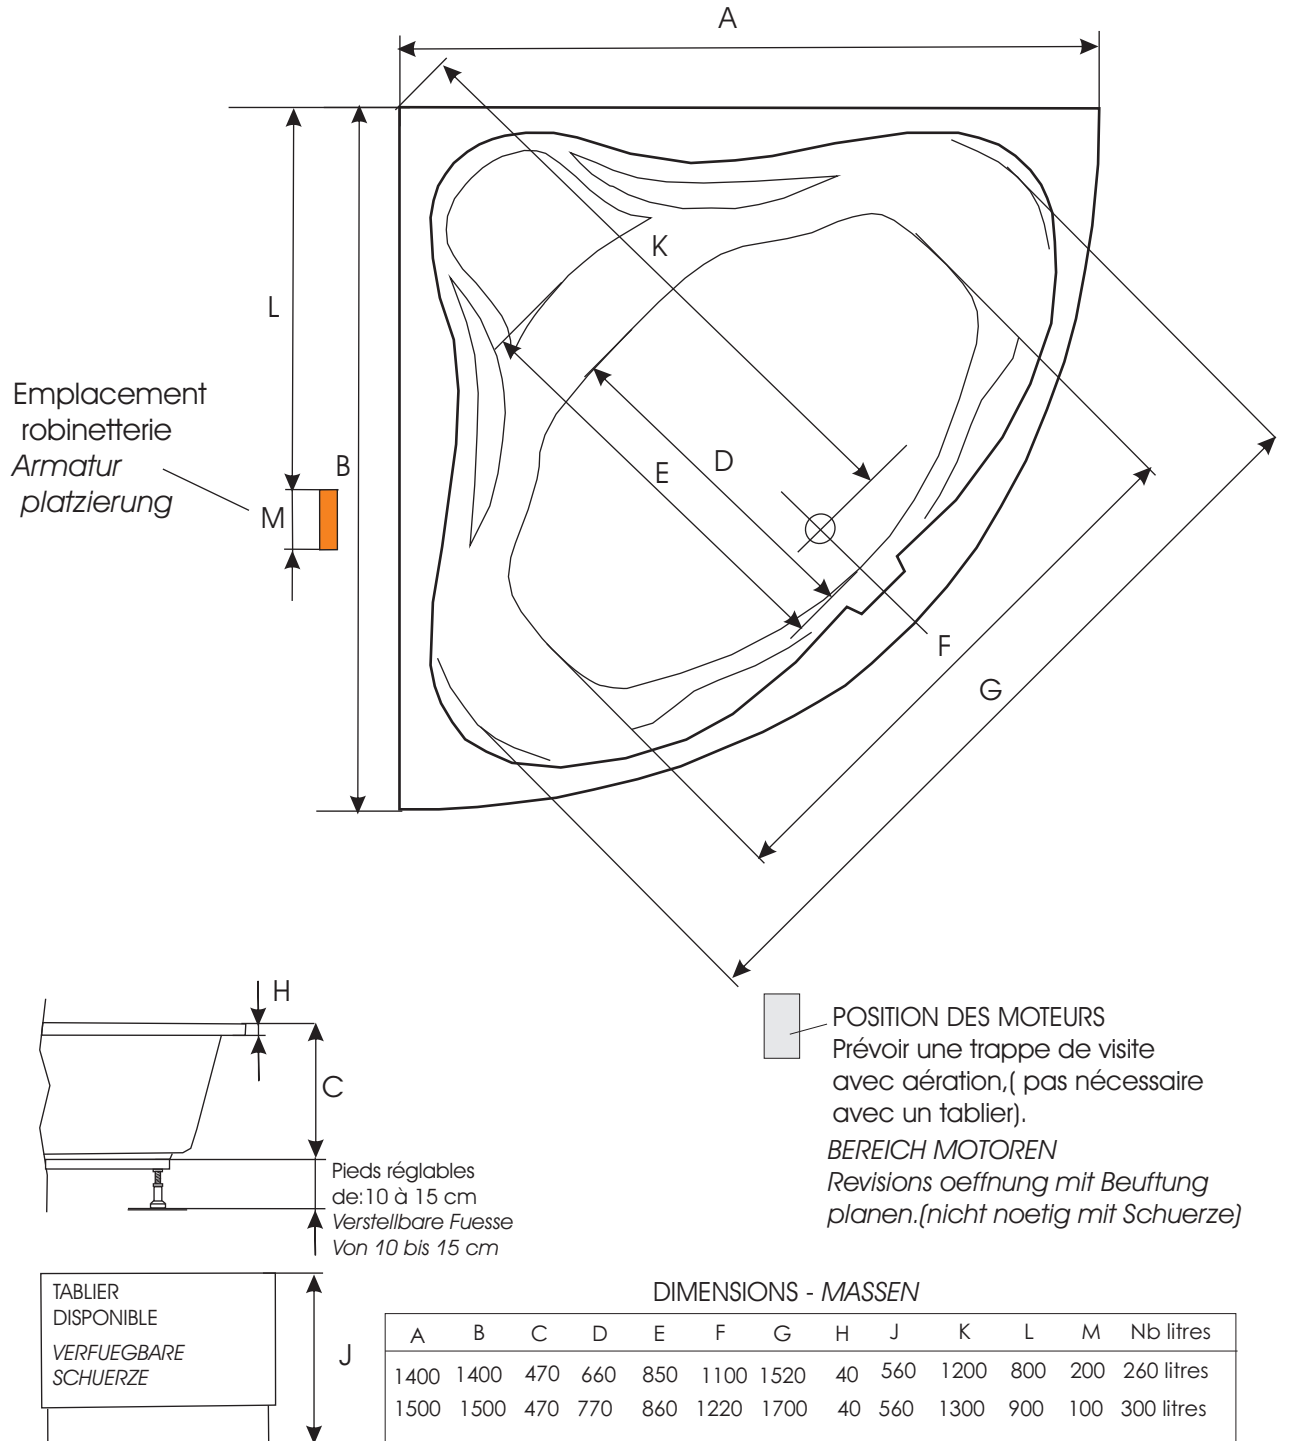 A
K
L
Emplacement
robinetterie
Armatur
platzierung
B
M
E
D
F
G
H
C
Pieds réglables
de:10 à 15 cm
Verstellbare Fuesse
Von 10 bis 15 cm
POSITION DES MOTEURS
Prévoir une trappe de visite
avec aération,( pas nécessaire
avec un tablier).
BEREICH MOTOREN
Revisions oeffnung mit Beuftung
planen.(nicht noetig mit Schuerze)
TABLIER
DISPONIBLE
VERFUEGBARE
SCHUERZE
J
DIMENSIONS - MASSEN
A B C D E F G H J K L M Nb litres
1400 1400 470 660 850 1100 1520 40 560 1200 800 200 260 litres
1500 1500 470 770 860 1220 1700 40 560 1300 900 100 300 litres